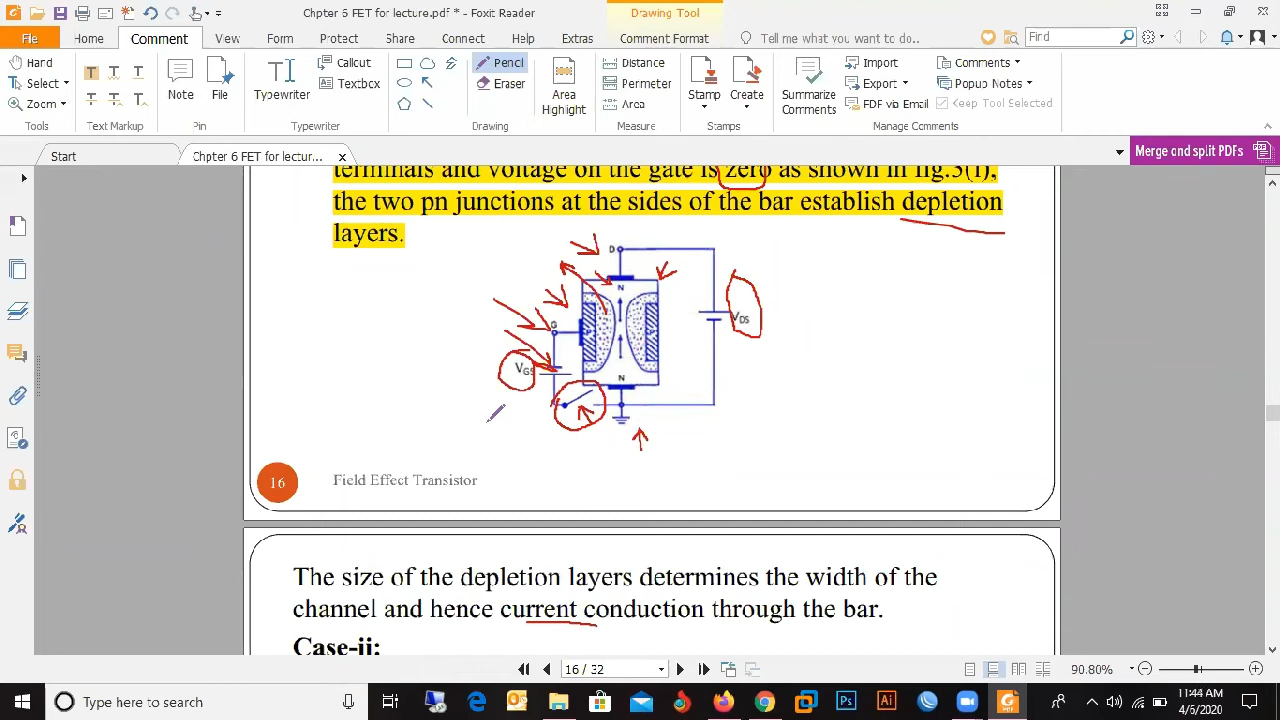 Chpter 6 FET for lecture.pdf * - Foxit Reader
Drawing Tool
File Home Comment View Form Protect Share Connect Help Extras Comment Format Tell me what you want to do... Find
Hand
Select
Zoom
Tools
Text Markup
Note
File
Pin
Typewriter
Callout
Textbox
Typewriter
Pencil
Eraser
Drawing
Area Highlight
Distance
Perimeter
Area
Measure
Stamp
Create
Stamps
Summarize Comments
Import
Export
FDF via Email
Comments
Popup Notes
Keep Tool Selected
Manage Comments
Start
Chpter 6 FET for lectur...
Merge and split PDFs
terminals and voltage on the gate is zero as shown in fig.3(i),
the two pn junctions at the sides of the bar establish depletion
layers.
D
N
G
VDS
VGS
N
16
Field Effect Transistor
The size of the depletion layers determines the width of the
channel and hence current conduction through the bar.
Case-ii:
16 / 32
90.80%
Type here to search
11:44 AM
4/5/2020